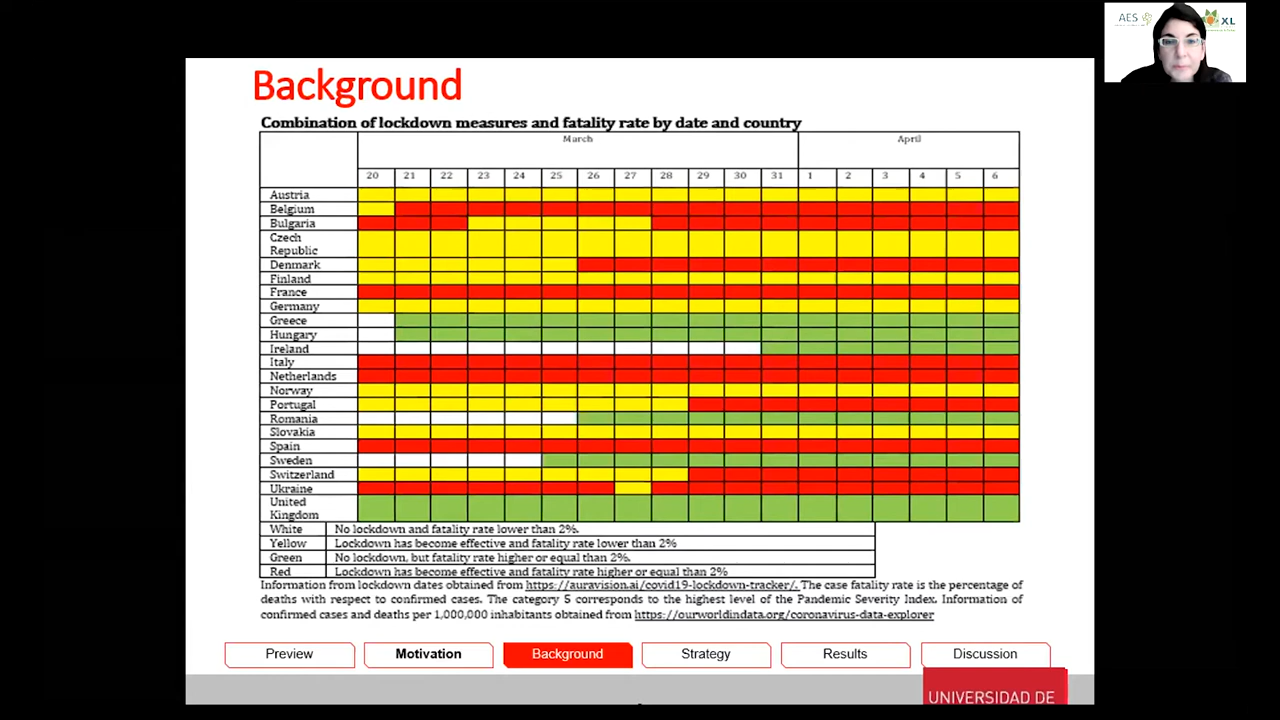 AES
XL
Background
Combination of lockdown measures and fatality rate by date and country
March
April
20 21 22 23 24 25 26 27 28 29 30 31 1 2 3 4 5 6
Austria
Belgium
Bulgaria
Czech
Republic
Denmark
Finland
France
Germany
Greece
Hungary
Ireland
Italy
Netherlands
Norway
Portugal
Romania
Slovakia
Spain
Sweden
Switzerland
Ukraine
United
Kingdom
White No lockdown and fatality rate lower than 2%.
Yellow Lockdown has become effective and fatality rate lower than 2%
Green No lockdown, but fatality rate higher or equal than 2%.
Red Lockdown has become effective and fatality rate higher or equal than 2%
Information from lockdown dates obtained from https://auravision.ai/covid19-lockdown-tracker/. The case fatality rate is the percentage of
deaths with respect to confirmed cases. The category 5 corresponds to the highest level of the Pandemic Severity Index. Information of
confirmed cases and deaths per 1,000,000 inhabitants obtained from https://ourworldindata.org/coronavirus-data-explorer
Preview
Motivation
Background
Strategy
Results
Discussion
UNIVERSIDAD DE